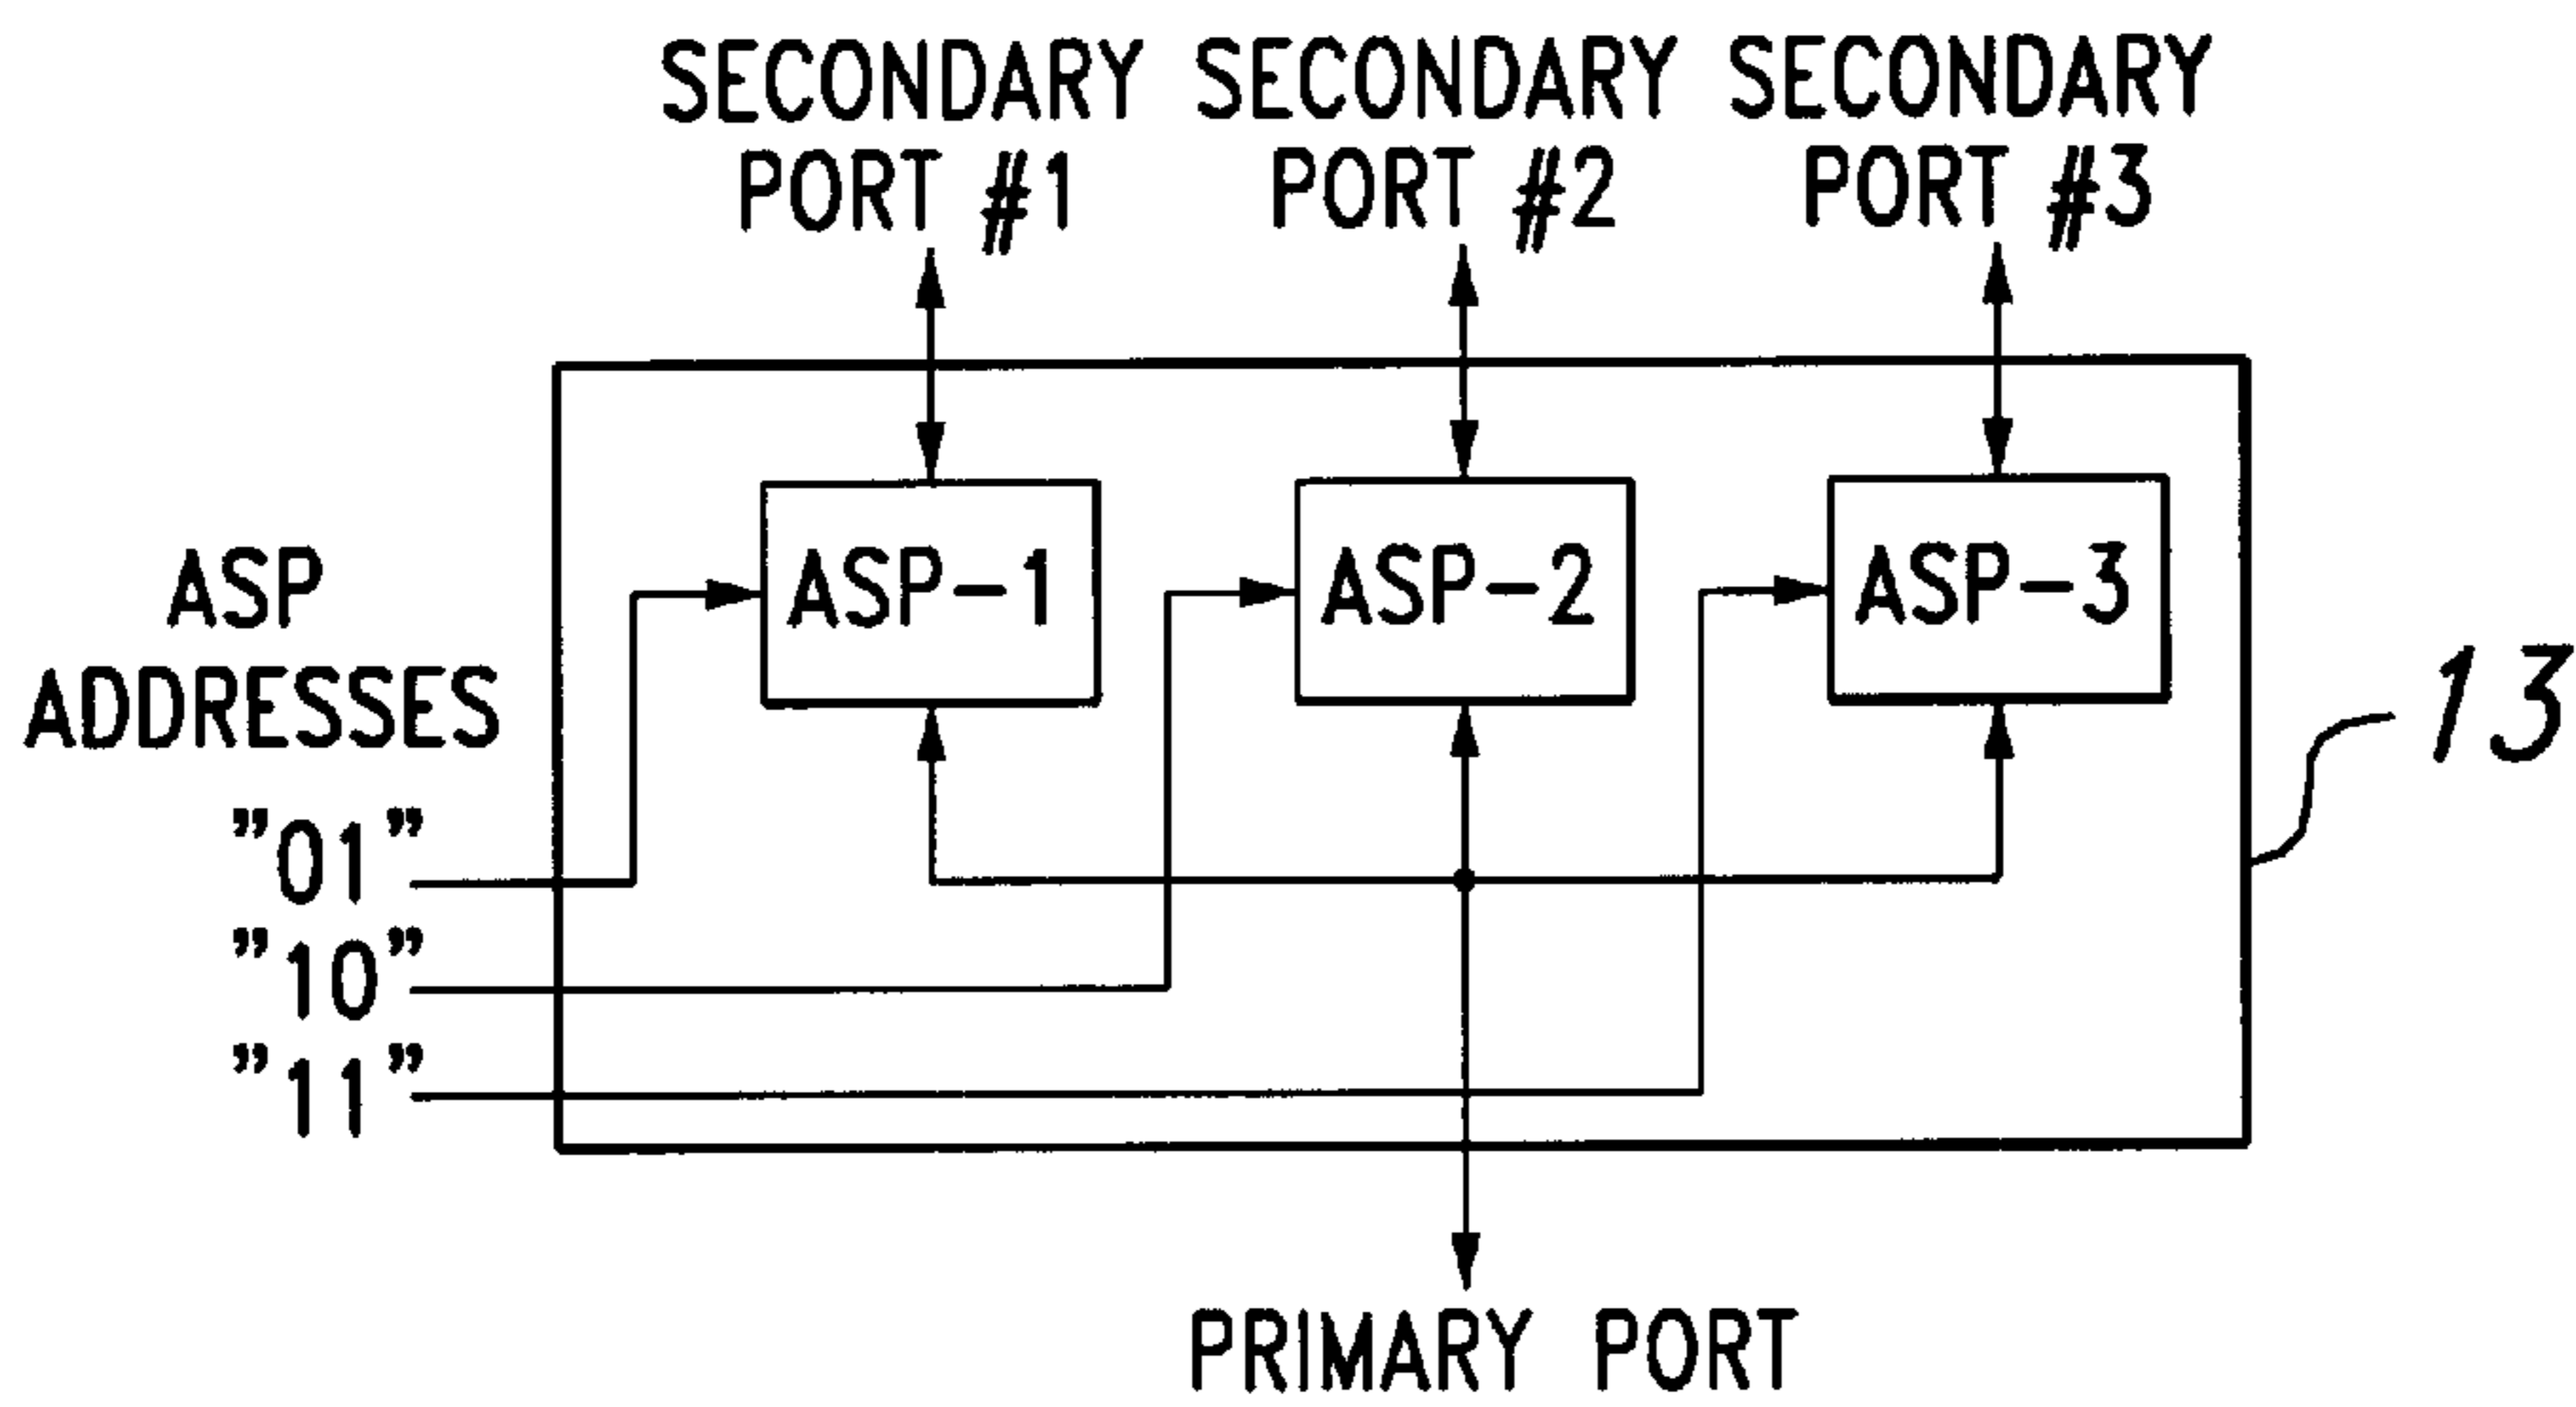 SECONDARY SECONDARY SECONDARY
PORT #1 PORT #2 PORT #3
ASP-1 ASP-2 ASP-3
ASP
ADDRESSES
13
”01”
”10”
”11”
PRIMARY PORT